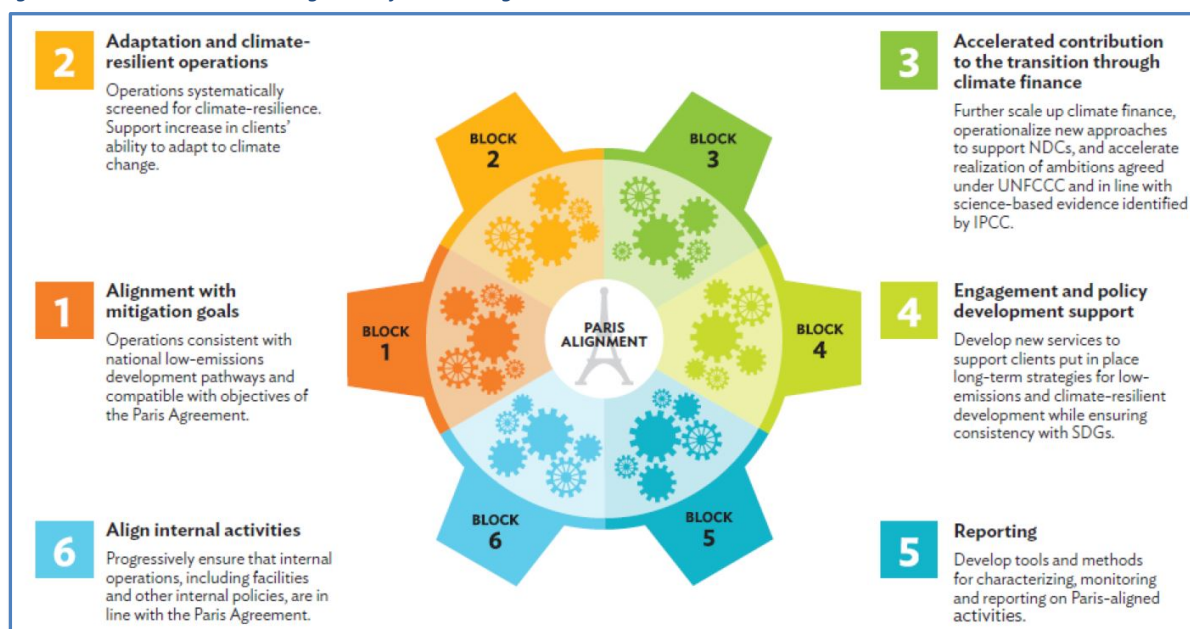 2
Adaptation and climate-
resilient operations
Operations systematically
screened for climate-resilience.
Support increase in clients'
ability to adapt to climate
change.
1
Alignment with
mitigation goals
Operations consistent with
national low-emissions
development pathways and
compatible with objectives of
the Paris Agreement.
6
Align internal activities
Progressively ensure that internal
operations, including facilities
and other internal policies, are in
line with the Paris Agreement.
BLOCK
2
BLOCK
3
BLOCK
1
PARIS
ALIGNMENT
BLOCK
4
BLOCK
6
BLOCK
5
3
Accelerated contribution
to the transition through
climate finance
Further scale up climate finance,
operationalize new approaches
to support NDCs, and accelerate
realization of ambitions agreed
under UNFCCC and in line with
science-based evidence identified
by IPCC.
4
Engagement and policy
development support
Develop new services to
support clients put in place
long-term strategies for low-
emissions and climate-resilient
development while ensuring
consistency with SDGs.
5
Reporting
Develop tools and methods
for characterizing, monitoring
and reporting on Paris-aligned
activities.